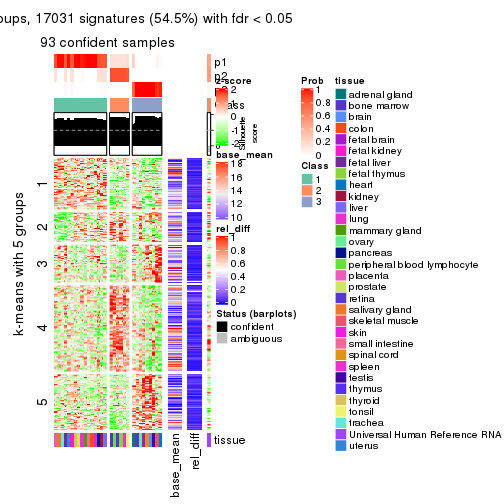 oups, 17031 signatures (54.5%) with fdr < 0.05
93 confident samples
p1
p2
z-score
2
1
0
-1
-2
Class
Silhouette
score
base_mean
18
16
14
12
10
rel_diff
1
0.8
0.6
0.4
0.2
0
Status (barplots)
confident
ambiguous
Prob
1
0.8
0.6
0.4
0.2
0
Class
1
2
3
tissue
adrenal gland
bone marrow
brain
colon
fetal brain
fetal kidney
fetal liver
fetal thymus
heart
kidney
liver
lung
mammary gland
ovary
pancreas
peripheral blood lymphocyte
placenta
prostate
retina
salivary gland
skeletal muscle
skin
small intestine
spinal cord
spleen
testis
thymus
thyroid
tonsil
trachea
Universal Human Reference RNA
uterus
k-means with 5 groups
1
2
3
4
5
tissue
base_mean
rel_diff